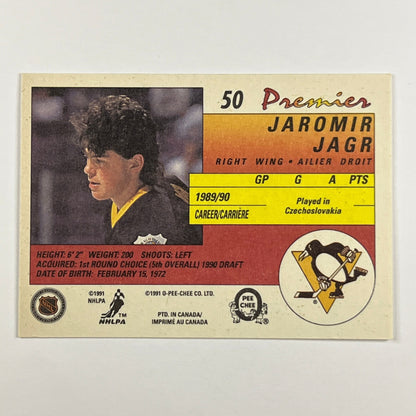 50 Premier
JAROMIR
JAGR
RIGHT WING • AILIER DROIT
GP G A PTS
1989/90
CAREER/CARRIÈRE
Played in
Czechoslovakia
HEIGHT: 6' 2" WEIGHT: 200 SHOOTS: LEFT
ACQUIRED: 1st ROUND CHOICE (5th OVERALL) 1990 DRAFT
DATE OF BIRTH: FEBRUARY 15, 1972
©1991
NHLPA
NHLPA
TM
©1991 O-PEE-CHEE CO. LTD.
PTD. IN CANADA/
IMPRIMÉ AU CANADA
O PEE
CHEE